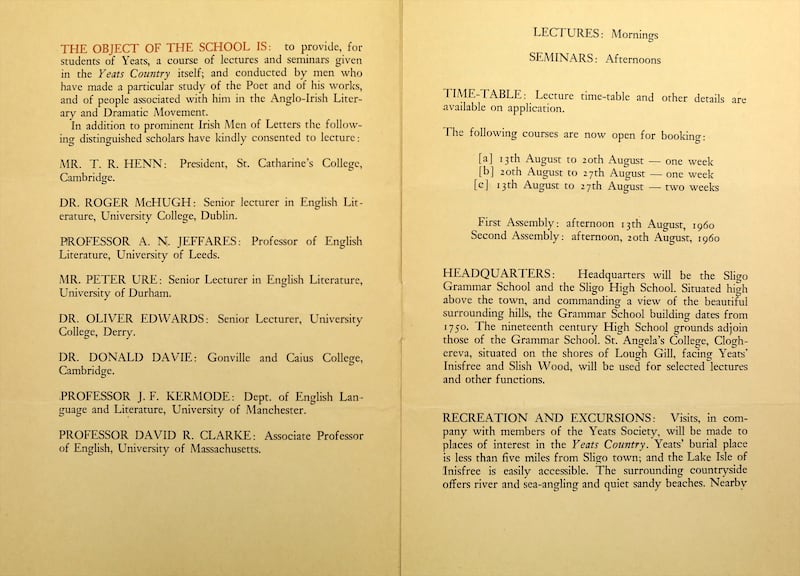 THE OBJECT OF THE SCHOOL IS: to provide, for
students of Yeats, a course of lectures and seminars given
in the Yeats Country itself; and conducted by men who
have made a particular study of the Poet and of his works,
and of people associated with him in the Anglo-Irish Liter-
ary and Dramatic Movement.
In addition to prominent Irish Men of Letters the follow-
ing distinguished scholars have kindly consented to lecture:
MR. T. R. HENN: President, St. Catharine's College,
Cambridge.
DR. ROGER McHUGH: Senior lecturer in English Lit-
erature, University College, Dublin.
PROFESSOR A. N. JEFFARES: Professor of English
Literature, University of Leeds.
MR. PETER URE: Senior Lecturer in English Literature,
University of Durham.
DR. OLIVER EDWARDS: Senior Lecturer, University
College, Derry.
DR. DONALD DAVIE: Gonville and Caius College,
Cambridge.
PROFESSOR J. F. KERMODE: Dept. of English Lan-
guage and Literature, University of Manchester.
PROFESSOR DAVID R. CLARKE: Associate Professor
of English, University of Massachusetts.
LECTURES: Mornings
SEMINARS: Afternoons
TIME-TABLE: Lecture time-table and other details are
available on application.
The following courses are now open for booking:
[a] 13th August to 20th August — one week
[b] 20th August to 27th August — one week
[c] 13th August to 27th August — two weeks
First Assembly: afternoon 13th August, 1960
Second Assembly: afternoon, 20th August, 1960
HEADQUARTERS: Headquarters will be the Sligo
Grammar School and the Sligo High School. Situated high
above the town, and commanding a view of the beautiful
surrounding hills, the Grammar School building dates from
1750. The nineteenth century High School grounds adjoin
those of the Grammar School. St. Angela's College, Clogh-
ereva, situated on the shores of Lough Gill, facing Yeats'
Inisfree and Slish Wood, will be used for selected lectures
and other functions.
RECREATION AND EXCURSIONS: Visits, in com-
pany with members of the Yeats Society, will be made to
places of interest in the Yeats Country. Yeats' burial place
is less than five miles from Sligo town; and the Lake Isle of
Inisfree is easily accessible. The surrounding countryside
offers river and sea-angling and quiet sandy beaches. Nearby